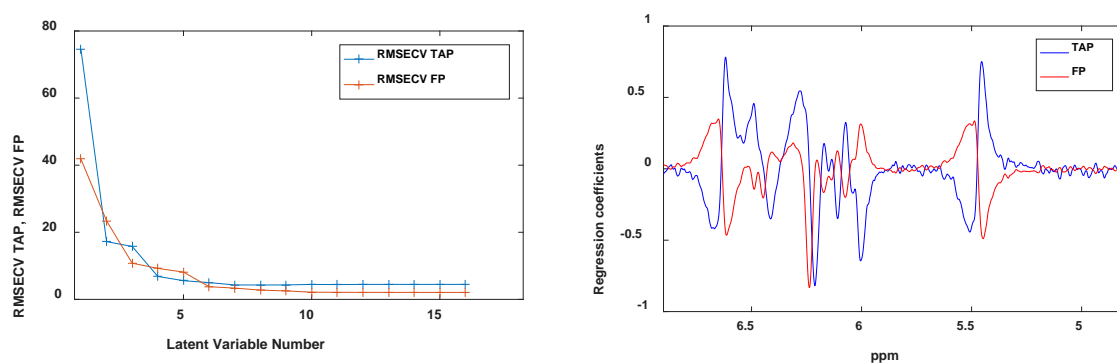 80
60
40
20
0
5
10
15
RMSECV TAP, RMSECV FP
Latent Variable Number
RMSECV TAP
RMSECV FP
1
0.5
0
-0.5
-1
6.5
6
5.5
5
Regression coefficients
ppm
TAP
FP